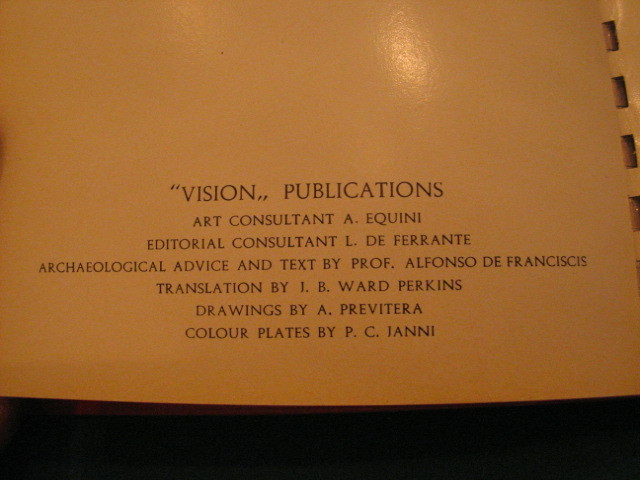 “VISION„ PUBLICATIONS
ART CONSULTANT A. EQUINI
EDITORIAL CONSULTANT L. DE FERRANTE
ARCHAEOLOGICAL ADVICE AND TEXT BY PROF. ALFONSO DE FRANCISCIS
TRANSLATION BY J. B. WARD PERKINS
DRAWINGS BY A. PREVITERA
COLOUR PLATES BY P. C. JANNI